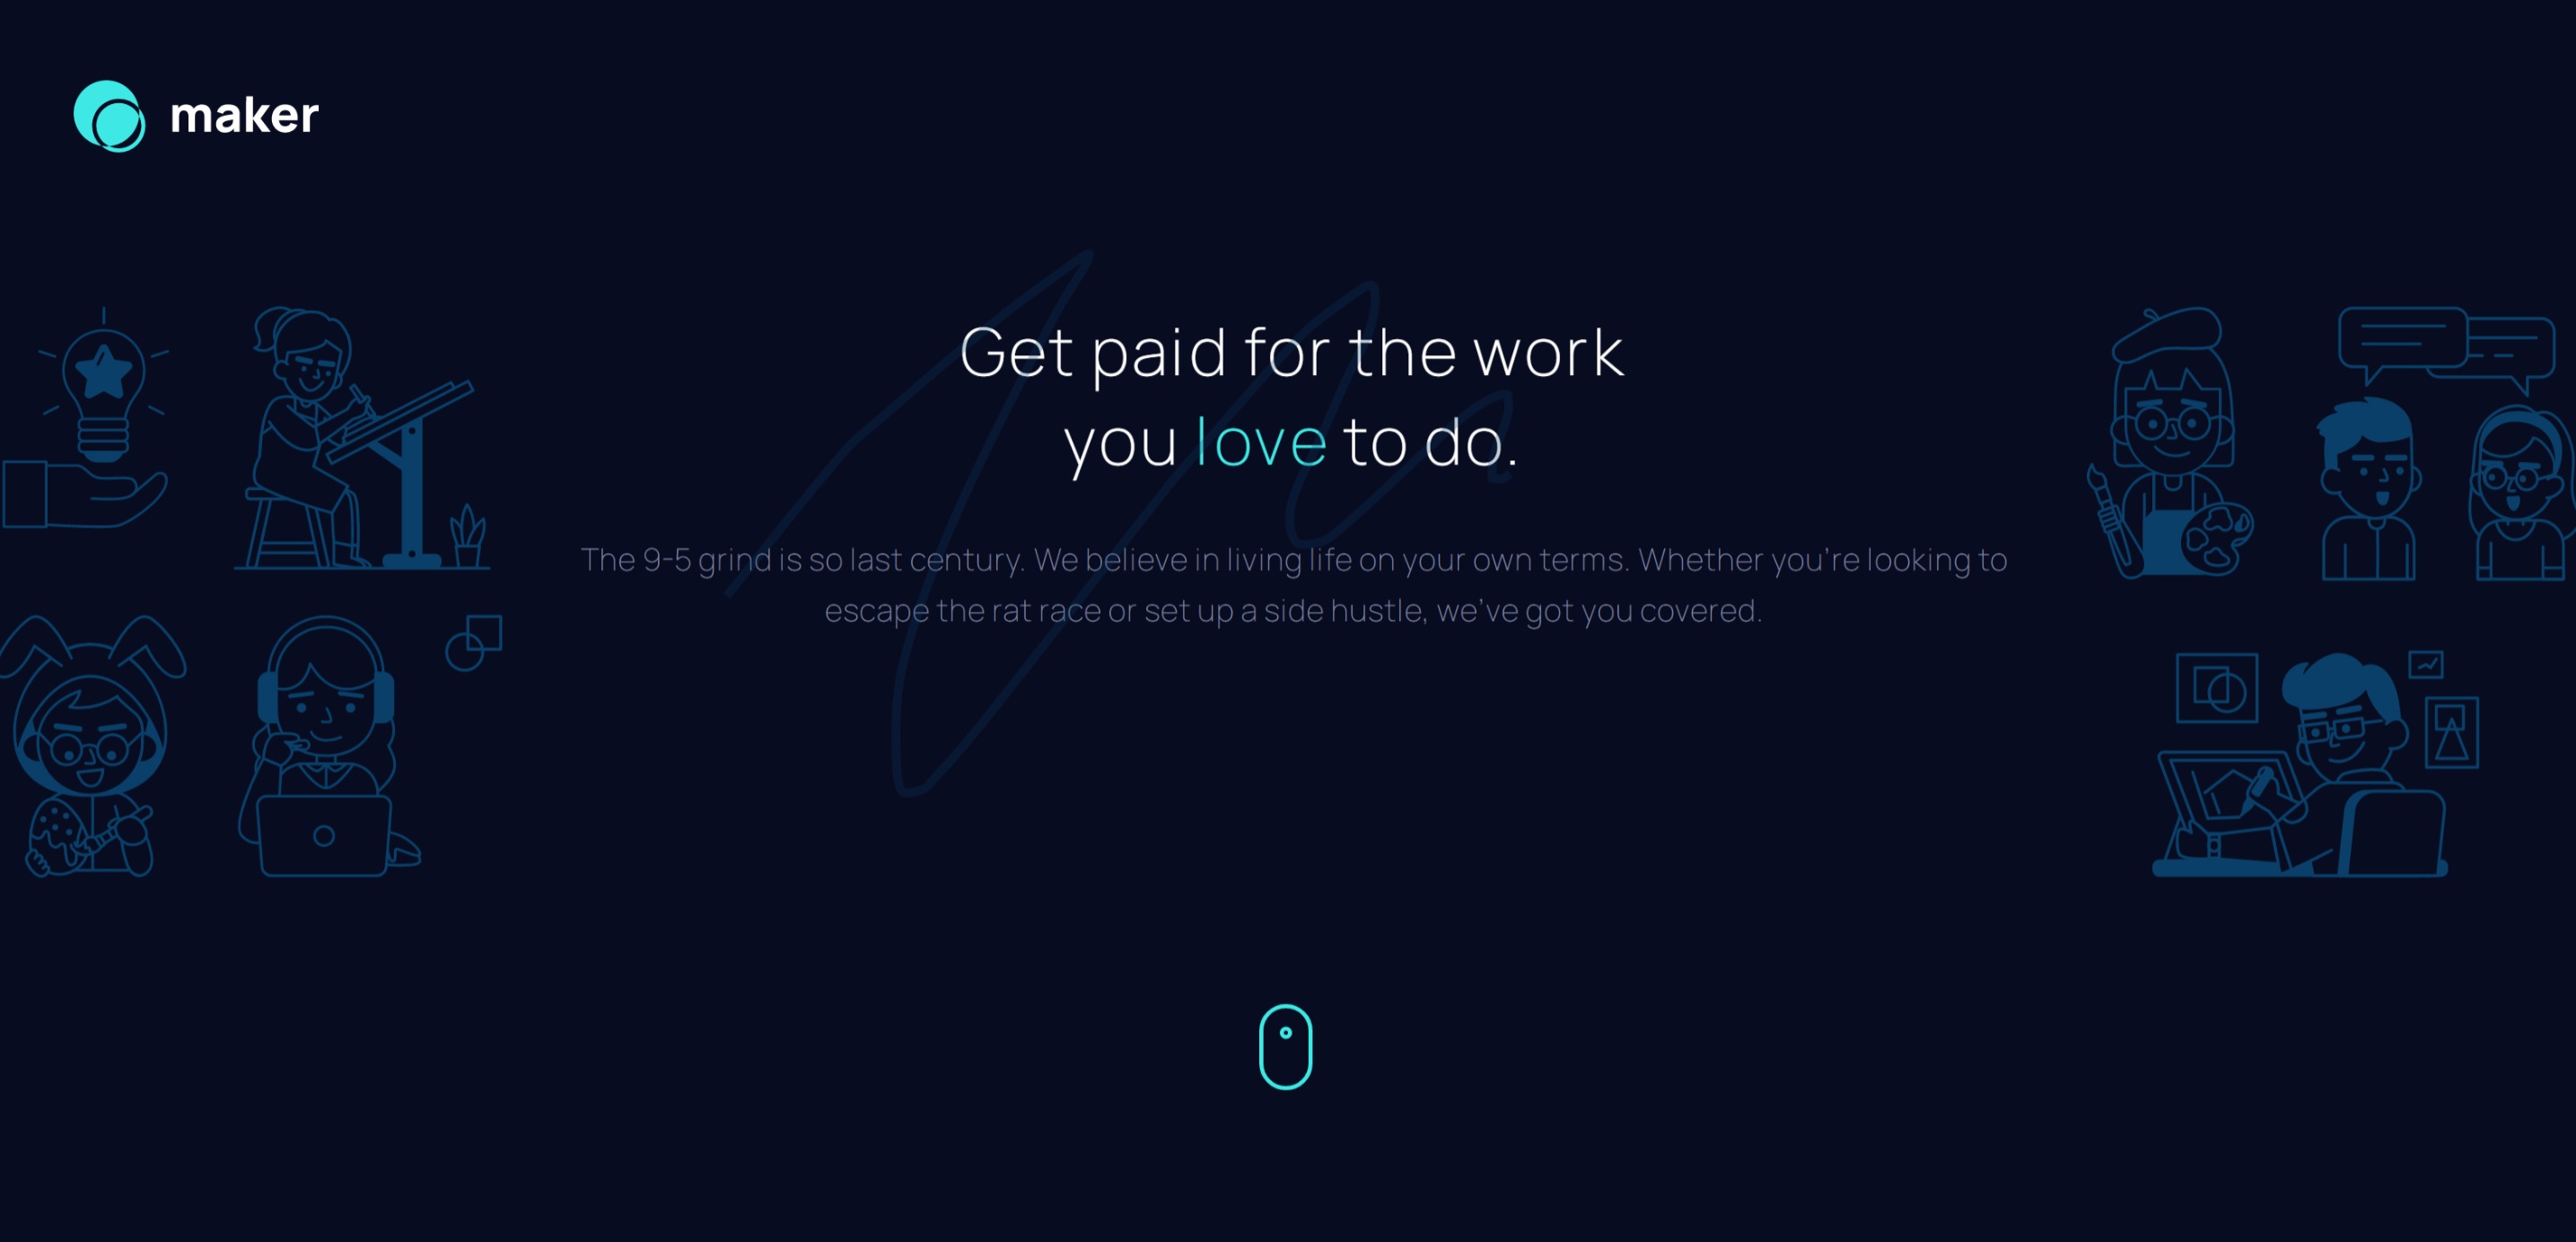 maker
Get paid for the work
you love to do.
The 9-5 grind is so last century. We believe in living life on your own terms. Whether you’re looking to
escape the rat race or set up a side hustle, we’ve got you covered.